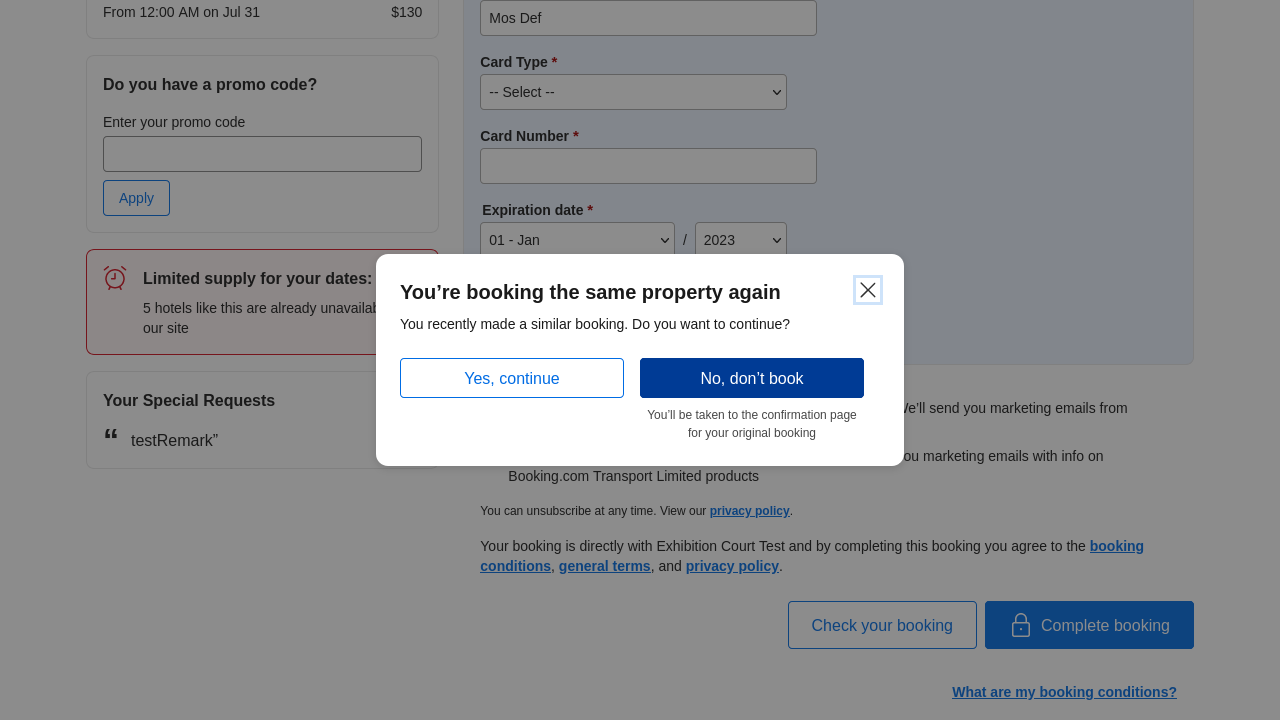 From 12:00 AM on Jul 31 $130
Do you have a promo code?
Enter your promo code
Apply
Limited supply for your dates:
5 hotels like this are already
our site
Your Special Requests
“ testRemark”
Mos Def
Card Type *
-- Select --
Card Number *
Expiration date *
01 - Jan / 2023
You’re booking the same property again
You recently made a similar booking. Do you want to continue?
Yes, continue
No, don’t book
You’ll be taken to the confirmation page
for your original booking
send you marketing emails from
marketing emails with info on
Booking.com Transport Limited products
You can unsubscribe at any time. View our privacy policy.
Your booking is directly with Exhibition Court Test and by completing this booking you agree to the booking
conditions, general terms, and privacy policy.
Check your booking
Complete booking
What are my booking conditions?